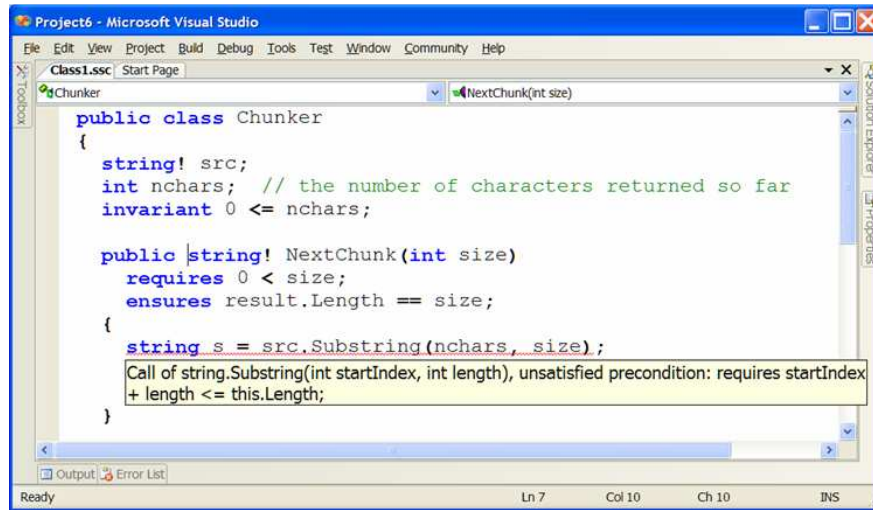 Project6 - Microsoft Visual Studio
File Edit View Project Build Debug Tools Test Window Community Help
Class1.ssc Start Page
Chunker NextChunk(int size)
Toolbox
Solution Explorer
Properties
public class Chunker
{
string! src;
int nchars; // the number of characters returned so far
invariant 0 <= nchars;
public string! NextChunk(int size)
requires 0 < size;
ensures result.Length == size;
{
string s = src.Substring(nchars, size);
Call of string.Substring(int startIndex, int length), unsatisfied precondition: requires startIndex
+ length <= this.Length;
}
Output Error List
Ready Ln 7 Col 10 Ch 10 INS